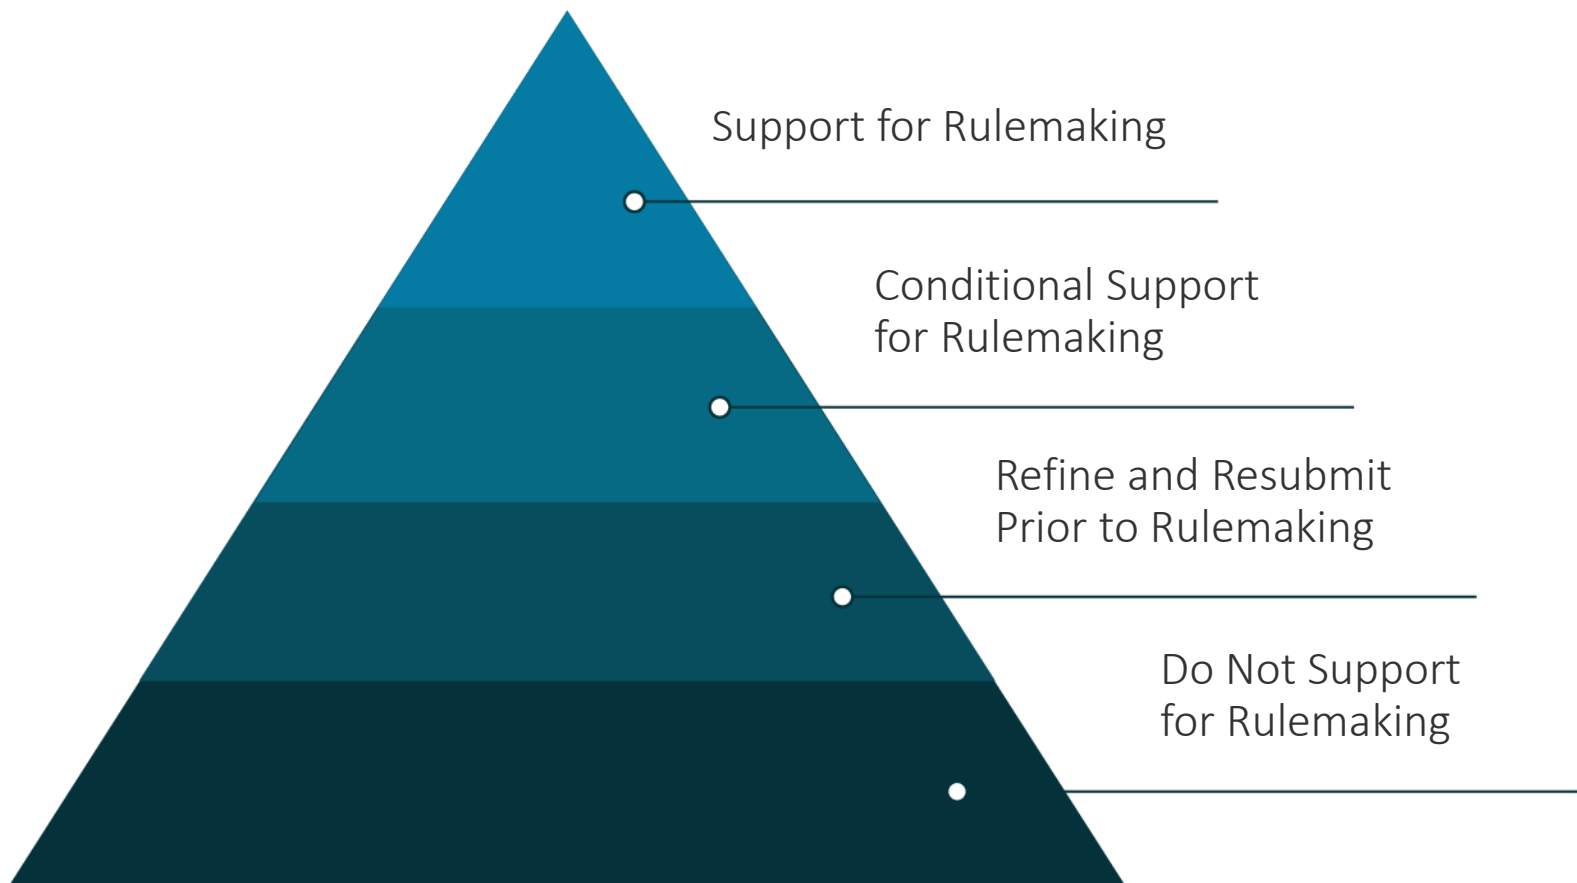 Support for Rulemaking
Conditional Support
for Rulemaking
Refine and Resubmit
Prior to Rulemaking
Do Not Support
for Rulemaking